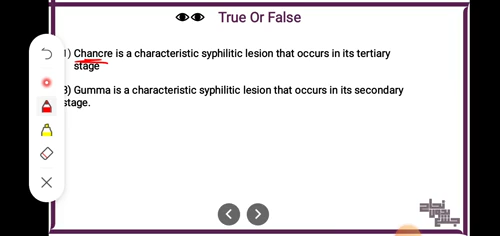 True Or False
1) Chancre is a characteristic syphilitic lesion that occurs in its tertiary
stage
3) Gumma is a characteristic syphilitic lesion that occurs in its secondary
stage.